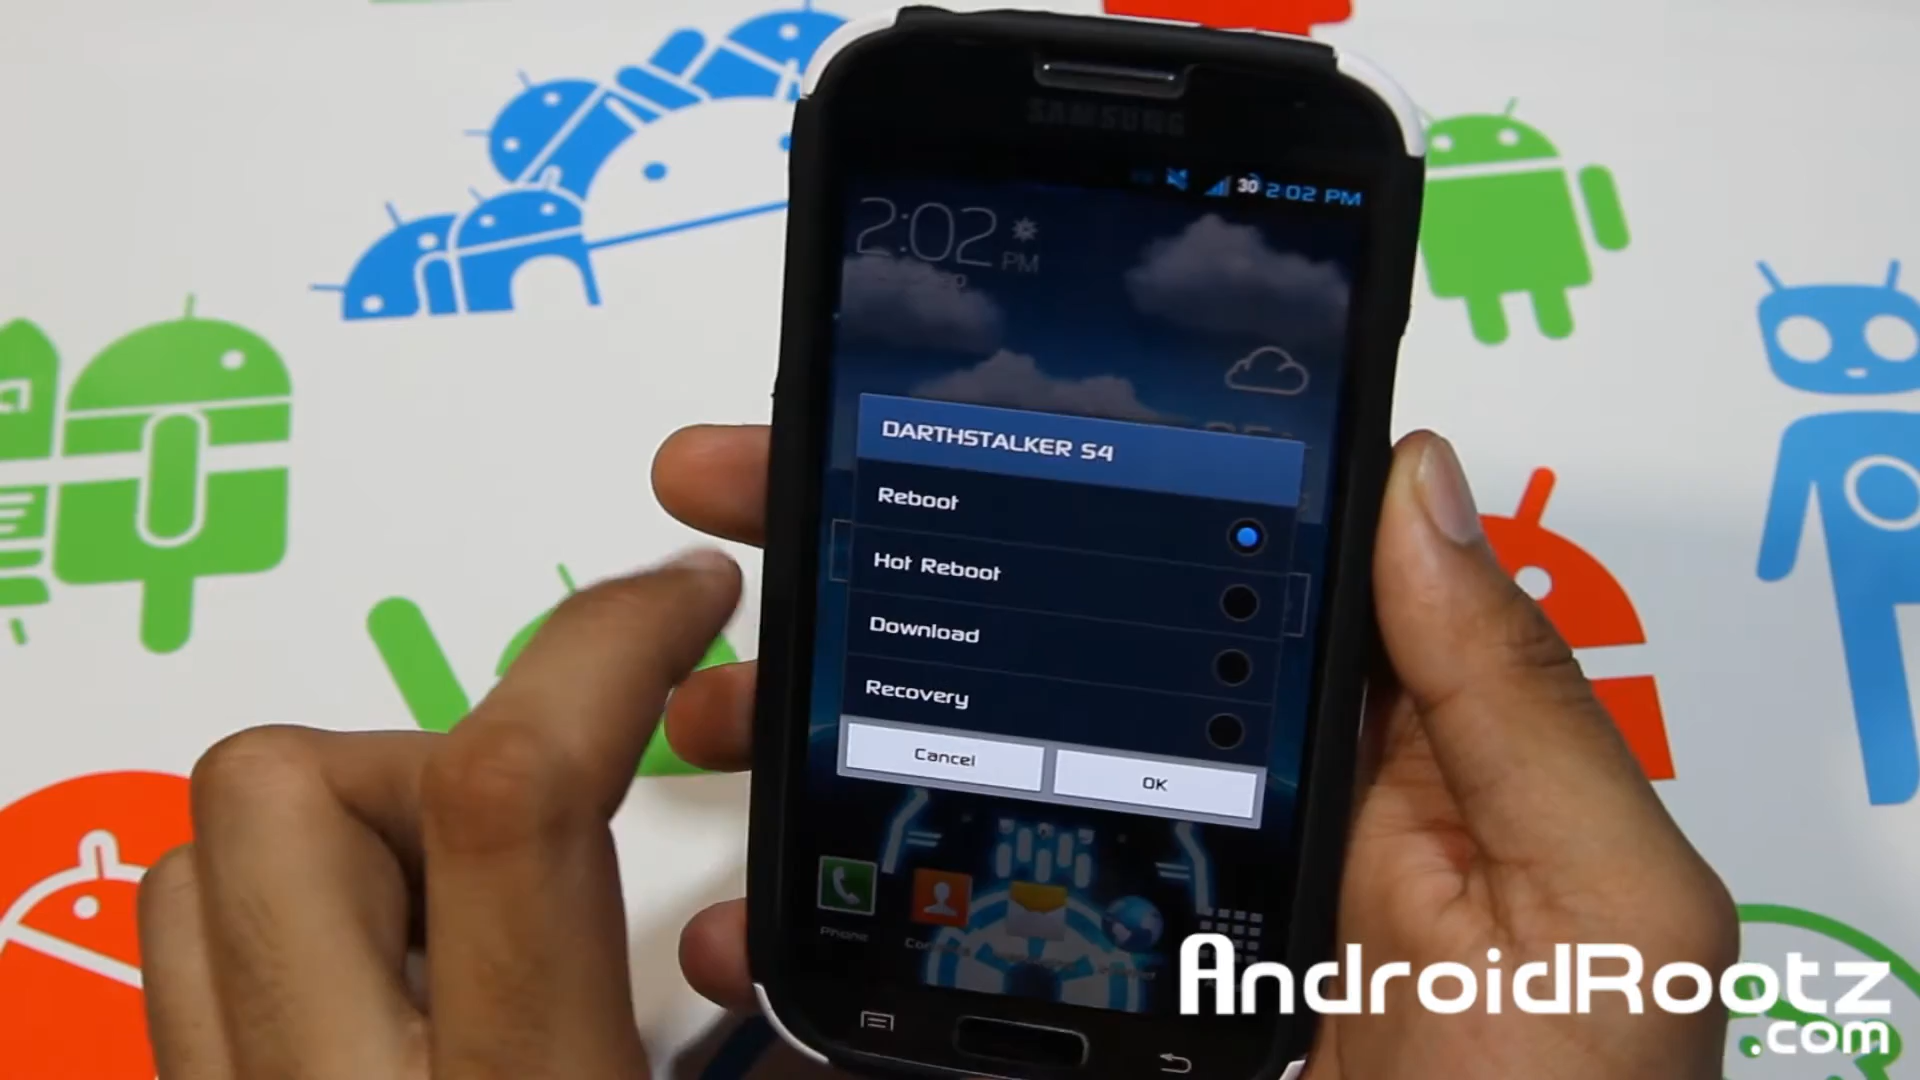 SAMSUNG
30 2:02 PM
2:02 PM
DARTHSTALKER S4
Reboot
Hot Reboot
Download
Recovery
Cancel
OK
Phone
AndroidRootz
.com